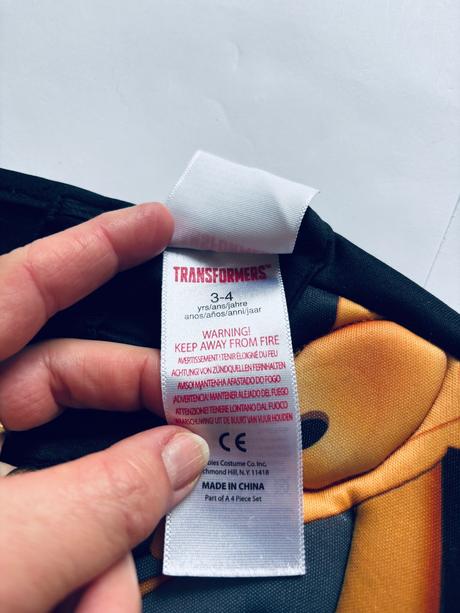 TRANSFORMERS™
3-4
yrs/ans/jahre
anos/años/anni/jaar
WARNING!
KEEP AWAY FROM FIRE
AVERTISSEMENT! TENIR ÉLOIGNÉ DU FEU
ACHTUNG! VON ZÜNDQUELLEN FERNHALTEN
AVISO! MANTENHA AFASTADO DO FOGO
¡ADVERTENCIA! MANTENER ALEJADO DEL FUEGO
ATTENZIONE! TENERE LONTANO DAL FUOCO
WAARSCHUWING! UIT DE BUURT VAN VUUR HOUDEN
CE
bies Costume Co. Inc.
chmond Hill, N.Y. 11418
MADE IN CHINA
Part of A 4 Piece Set